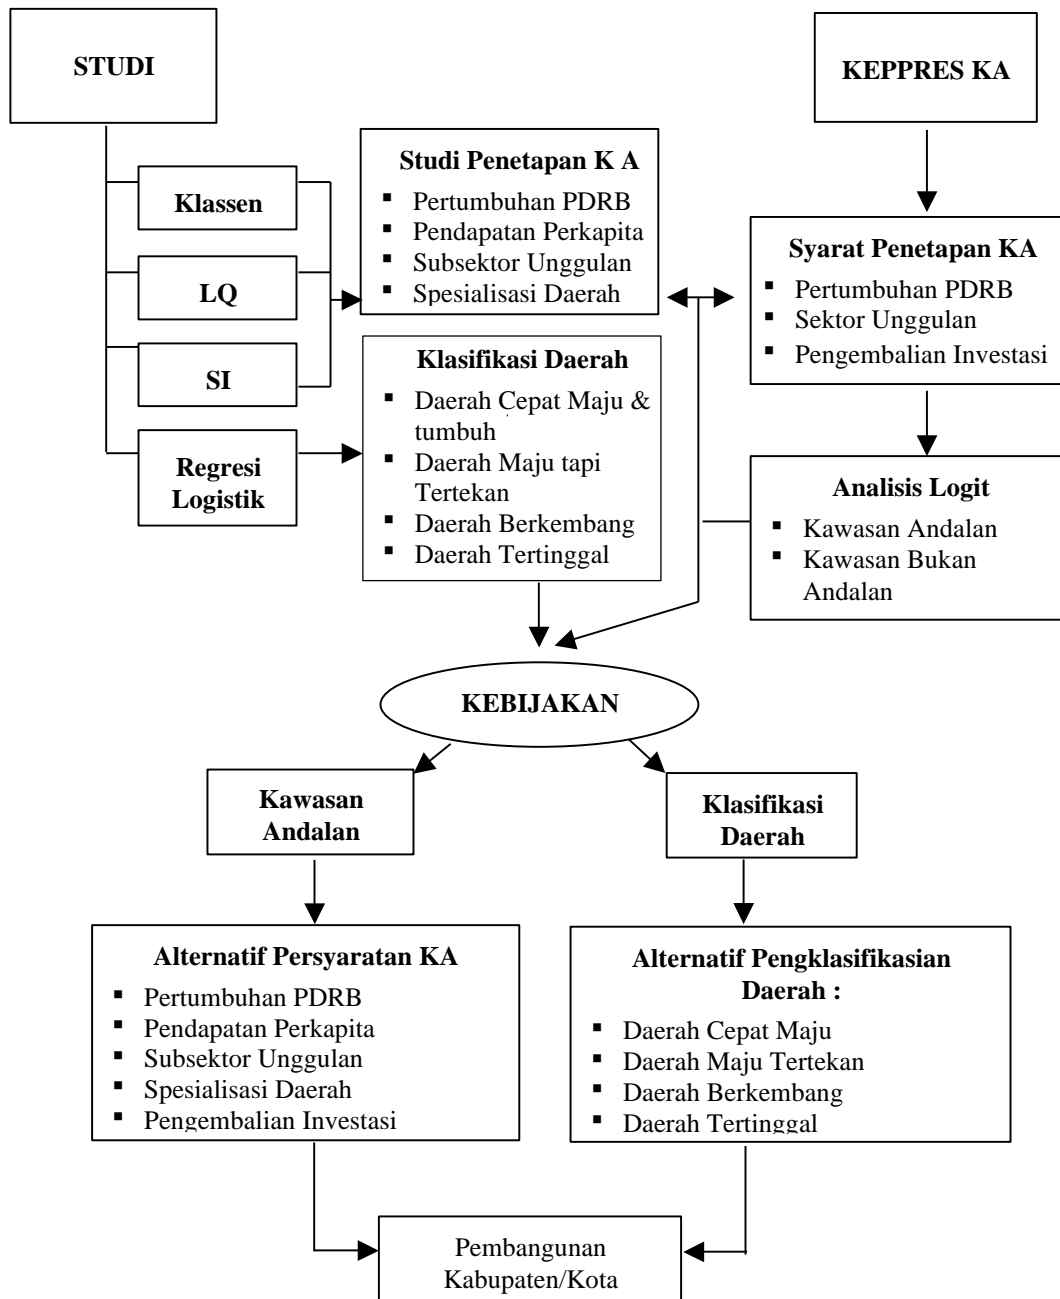 STUDI
KEPPRES KA
Klassen
LQ
SI
Regresi
Logistik
Studi Penetapan K A
▪ Pertumbuhan PDRB
▪ Pendapatan Perkapita
▪ Subsektor Unggulan
▪ Spesialisasi Daerah
Syarat Penetapan KA
▪ Pertumbuhan PDRB
▪ Sektor Unggulan
▪ Pengembalian Investasi
Klasifikasi Daerah
▪ Daerah Cepat Maju &
tumbuh
▪ Daerah Maju tapi
Tertekan
▪ Daerah Berkembang
▪ Daerah Tertinggal
Analisis Logit
▪ Kawasan Andalan
▪ Kawasan Bukan
Andalan
KEBIJAKAN
Kawasan
Andalan
Klasifikasi
Daerah
Alternatif Persyaratan KA
▪ Pertumbuhan PDRB
▪ Pendapatan Perkapita
▪ Subsektor Unggulan
▪ Spesialisasi Daerah
▪ Pengembalian Investasi
Alternatif Pengklasifikasian
Daerah :
▪ Daerah Cepat Maju
▪ Daerah Maju Tertekan
▪ Daerah Berkembang
▪ Daerah Tertinggal
Pembangunan
Kabupaten/Kota